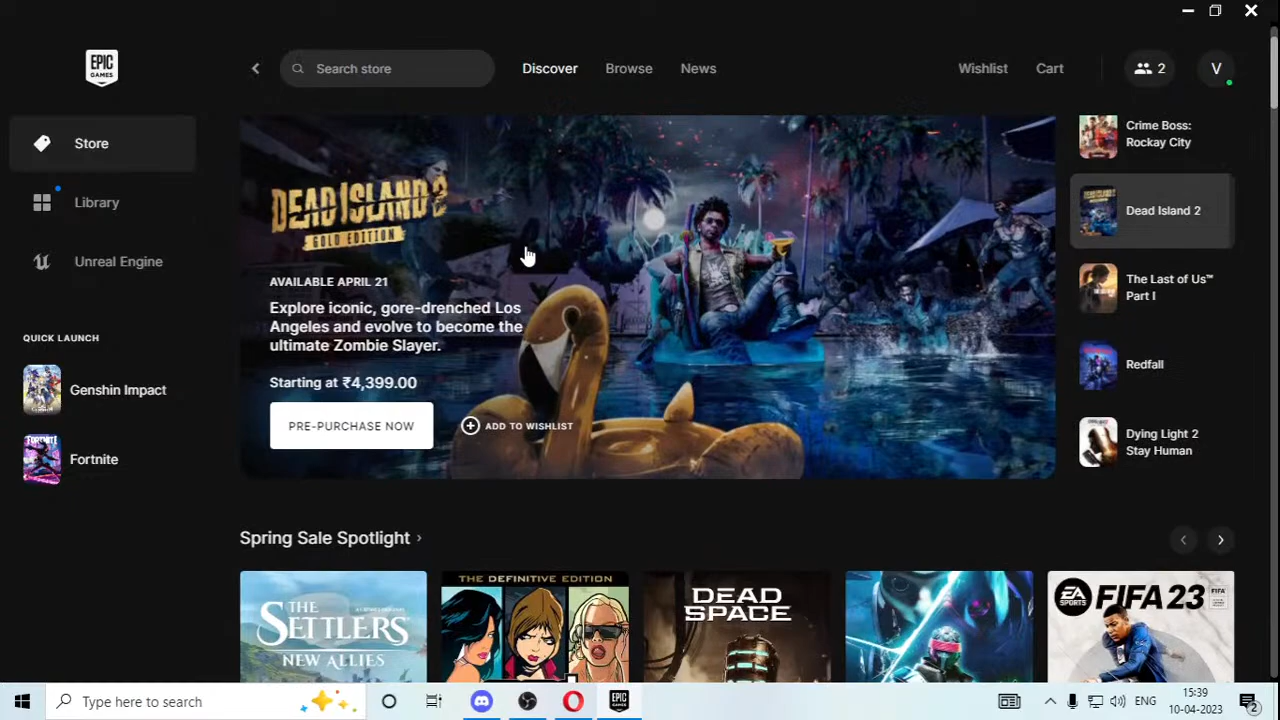 EPIC
GAMES
Search store
Discover
Browse
News
Wishlist
Cart
2
V
Store
Library
Unreal Engine
QUICK LAUNCH
Genshin Impact
FORTNITE
Fortnite
DEAD ISLAND 2
GOLD EDITION
AVAILABLE APRIL 21
Explore iconic, gore-drenched Los
Angeles and evolve to become the
ultimate Zombie Slayer.
Starting at ₹4,399.00
PRE-PURCHASE NOW
ADD TO WISHLIST
Crime Boss:
Rockay City
Dead Island 2
The Last of Us™
Part I
Redfall
Dying Light 2
Stay Human
Spring Sale Spotlight
THE
SETTLERS
NEW ALLIES
THE DEFINITIVE EDITION
DEAD
SPACE
EA
SPORTS
FIFA 23
FIFA
Type here to search
EPIC
GAMES
ENG
15:39
10-04-2023
2